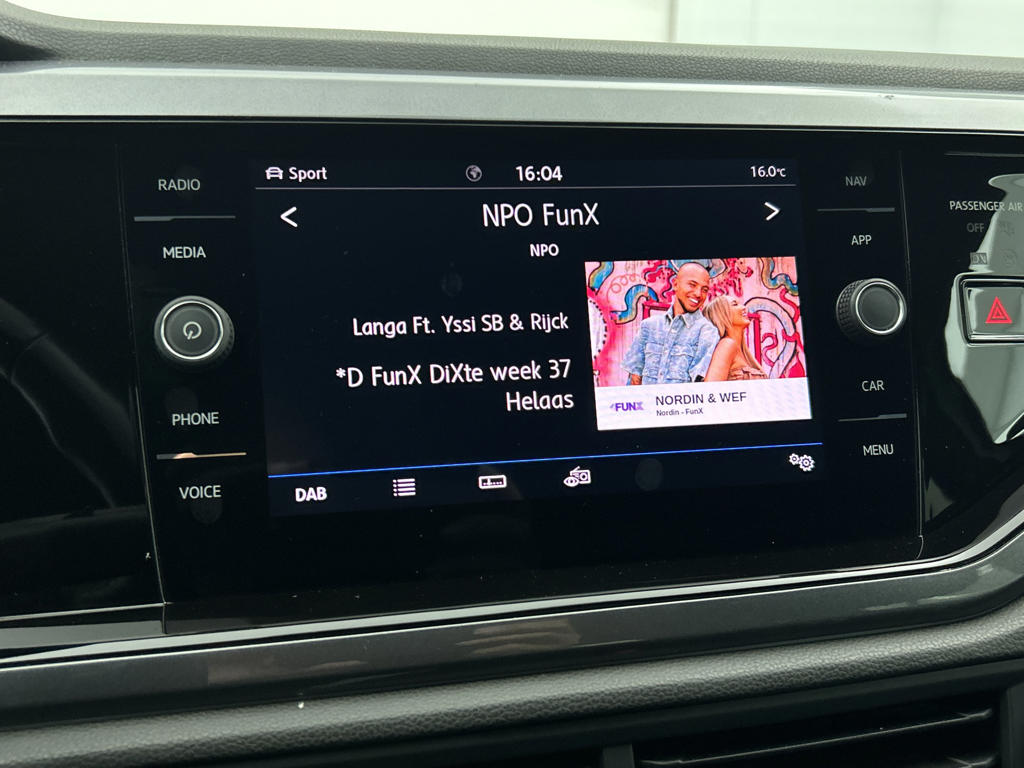 RADIO
MEDIA
PHONE
VOICE
Sport
16:04
16.0°C
NPO FunX
NPO
Langa Ft. Yssi SB & Rijck
*D FunX DiXte week 37
Helaas
FUNX
NORDIN & WEF
Nordin - FunX
DAB
NAV
APP
CAR
MENU
PASSENGER AIR
OFF